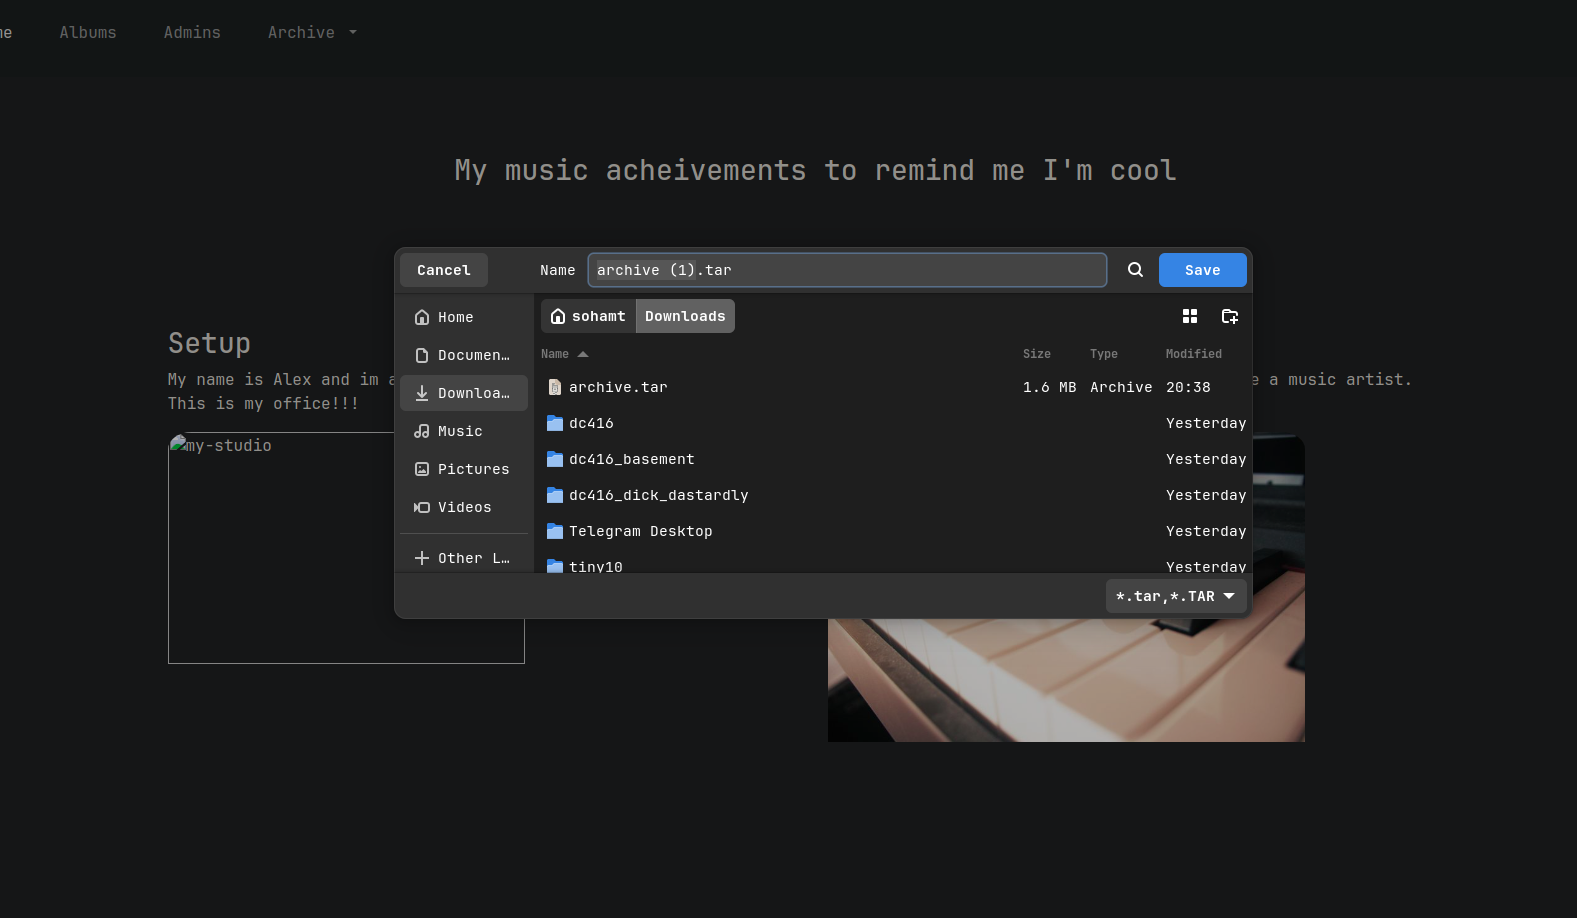 me Albums Admins Archive
My music acheivements to remind me I'm cool
Cancel Name archive (1).tar Save
Home
Documen…
Downloa…
Music
Pictures
Videos
Other L…
sohamt Downloads
Name Size Type Modified
archive.tar 1.6 MB Archive 20:38
dc416 Yesterday
dc416_basement Yesterday
dc416_dick_dastardly Yesterday
Telegram Desktop Yesterday
tiny10 Yesterday
*.tar,*.TAR
Setup
My name is Alex and im a
This is my office!!!
my-studio
e a music artist.